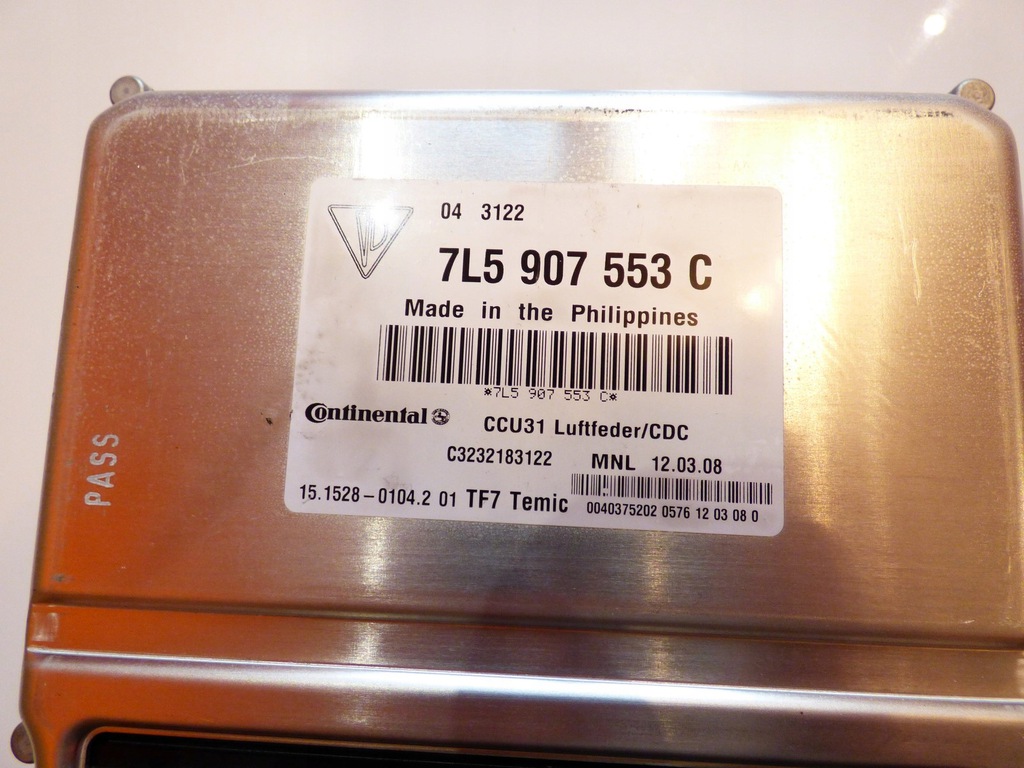 04 3122
7L5 907 553 C
Made in the Philippines
*7L5 907 553 C*
Continental
CCU31 Luftfeder/CDC
C3232183122 MNL 12.03.08
15.1528-0104.2 01 TF7 Temic
0040375202 0576 12 03 08 0
PASS